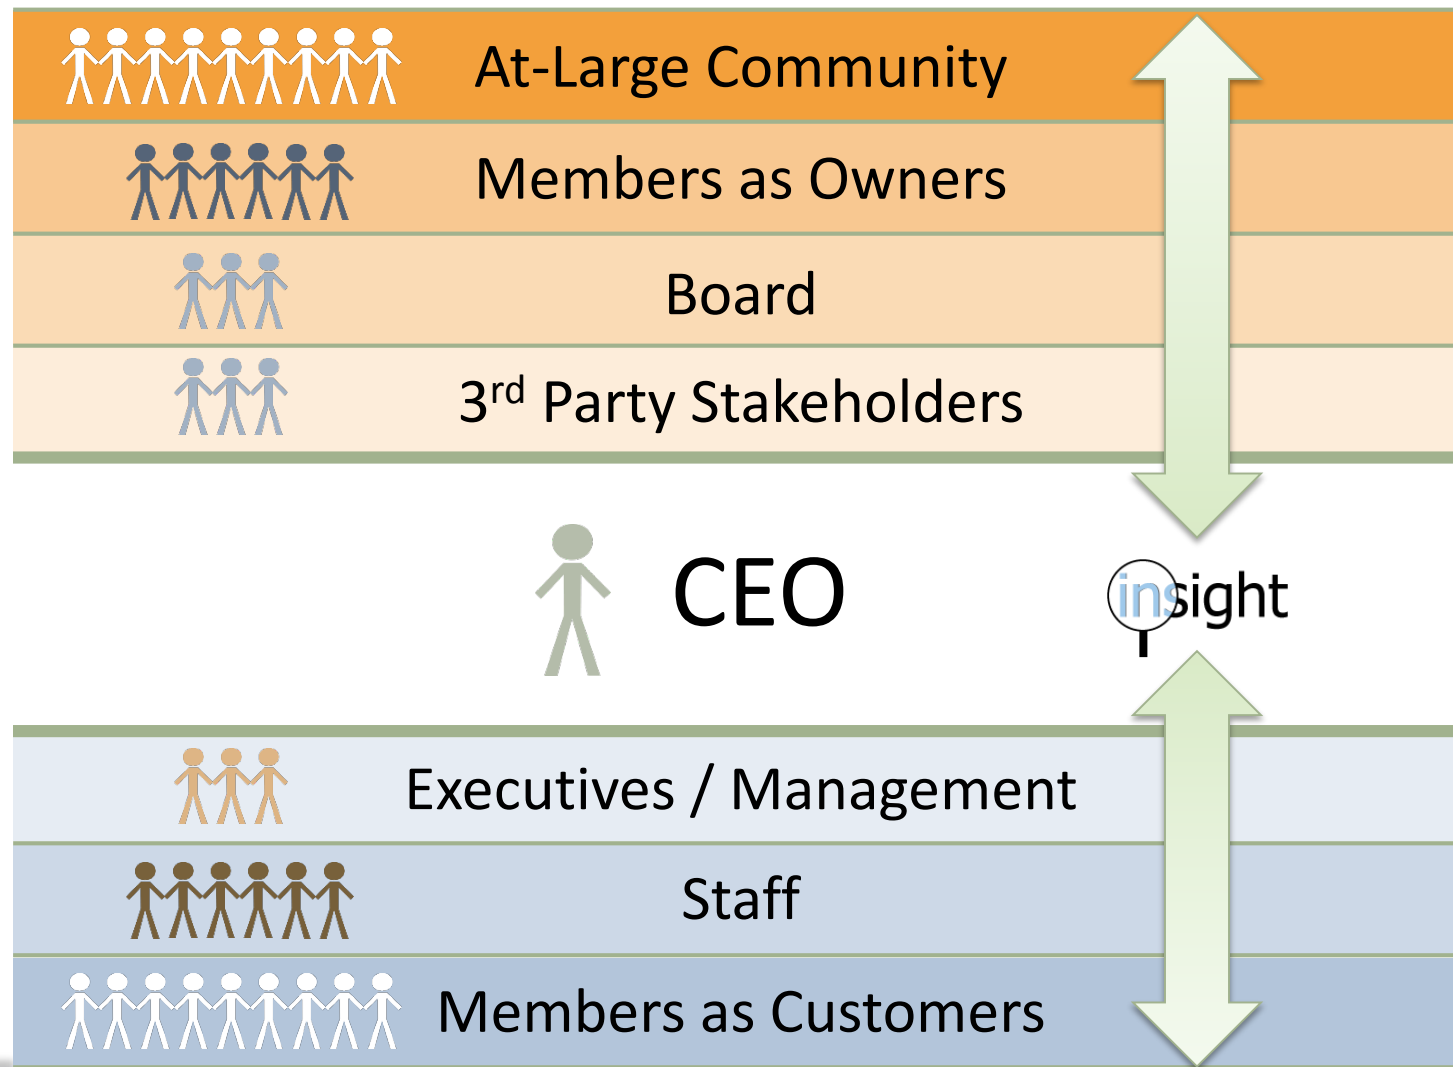 At-Large Community
Members as Owners
Board
3rd Party Stakeholders
CEO
insight
Executives / Management
Staff
Members as Customers